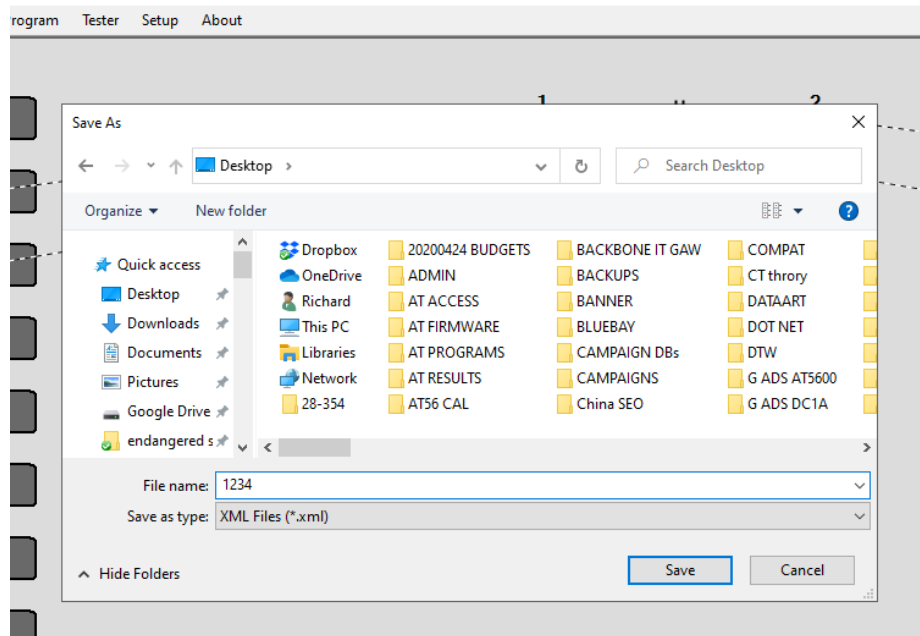 rogram Tester Setup About
1 2
Save As
Desktop
Search Desktop
Organize New folder
Quick access
Desktop
Downloads
Documents
Pictures
Google Drive
endangered s
Dropbox 20200424 BUDGETS BACKBONE IT GAW COMPAT
OneDrive ADMIN BACKUPS CT throry
Richard AT ACCESS BANNER DATAART
This PC AT FIRMWARE BLUEBAY DOT NET
Libraries AT PROGRAMS CAMPAIGN DBs DTW
Network AT RESULTS CAMPAIGNS G ADS AT5600
28-354 AT56 CAL China SEO G ADS DC1A
File name: 1234
Save as type: XML Files (*.xml)
Hide Folders Save Cancel